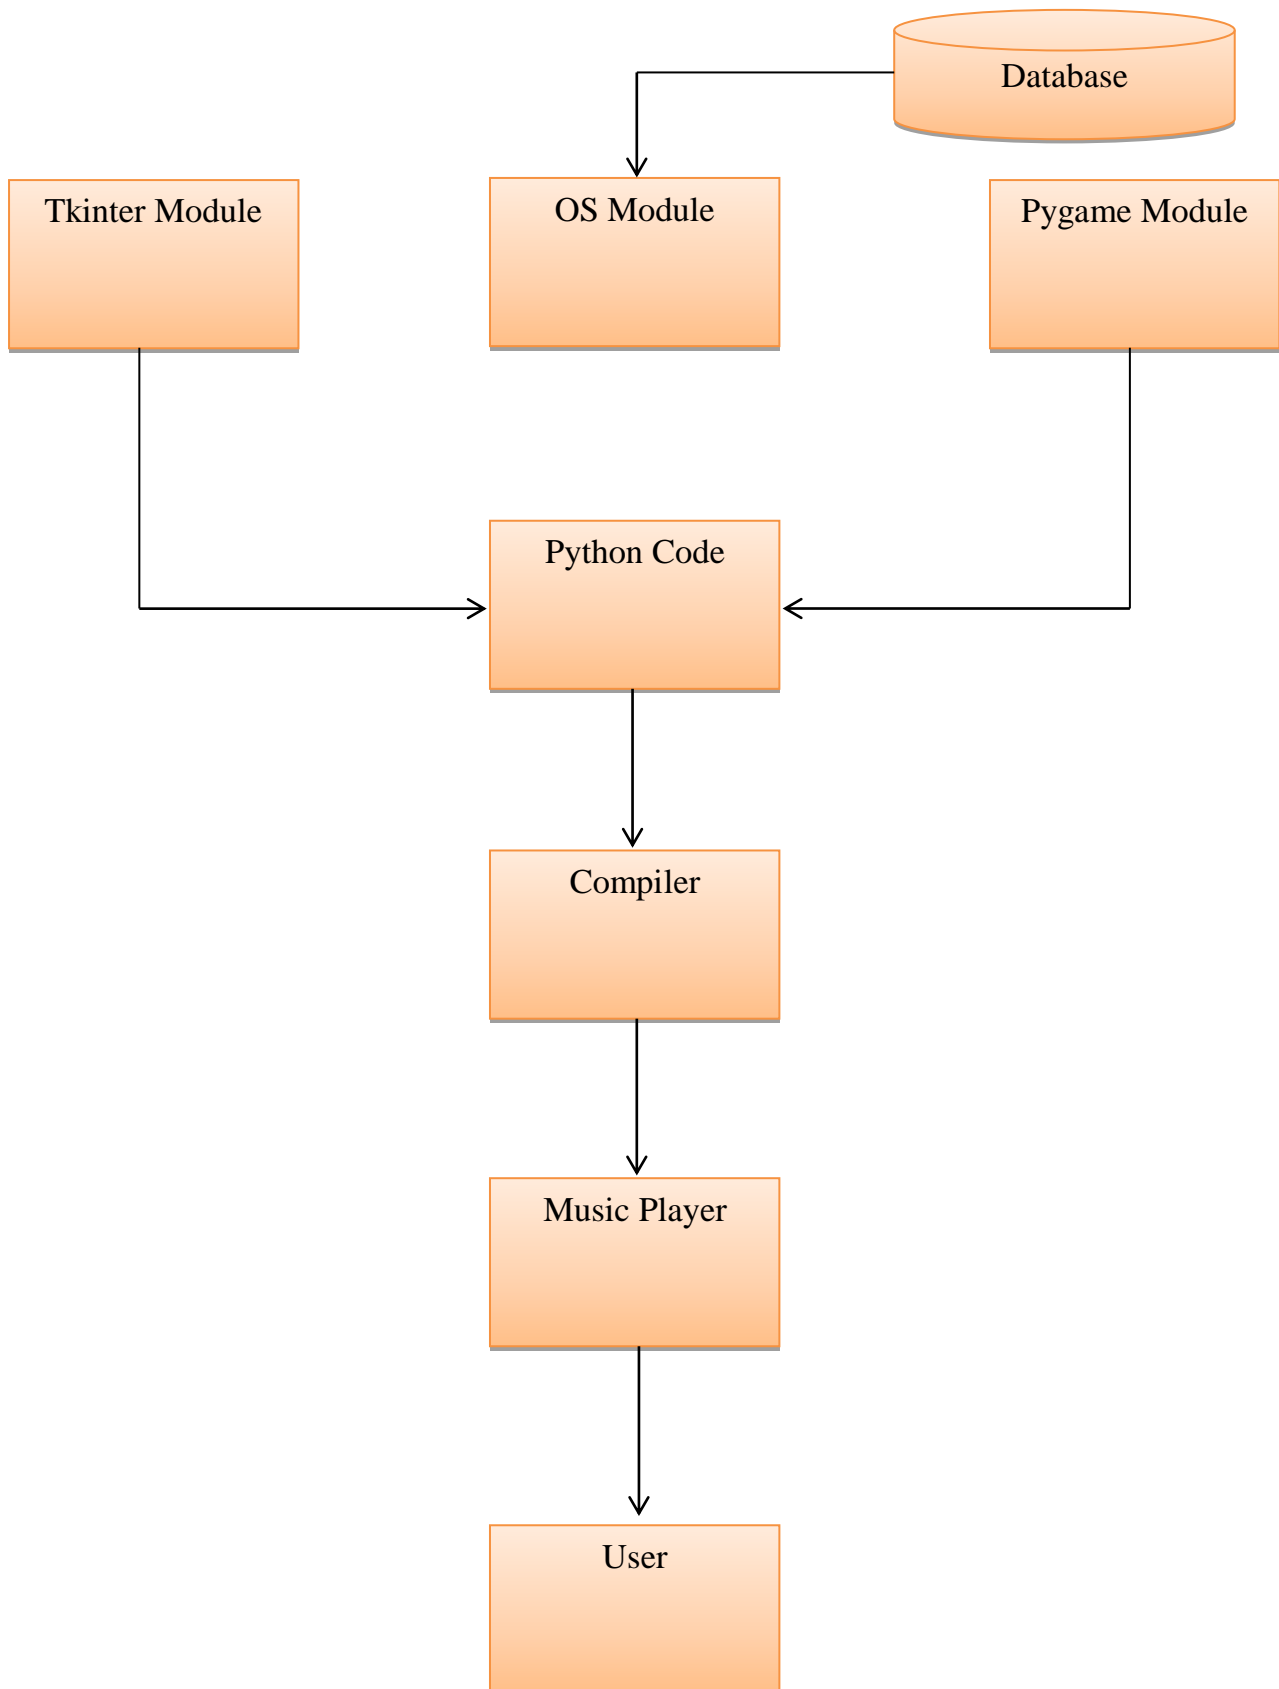 Database
Tkinter Module
OS Module
Pygame Module
Python Code
Compiler
Music Player
User